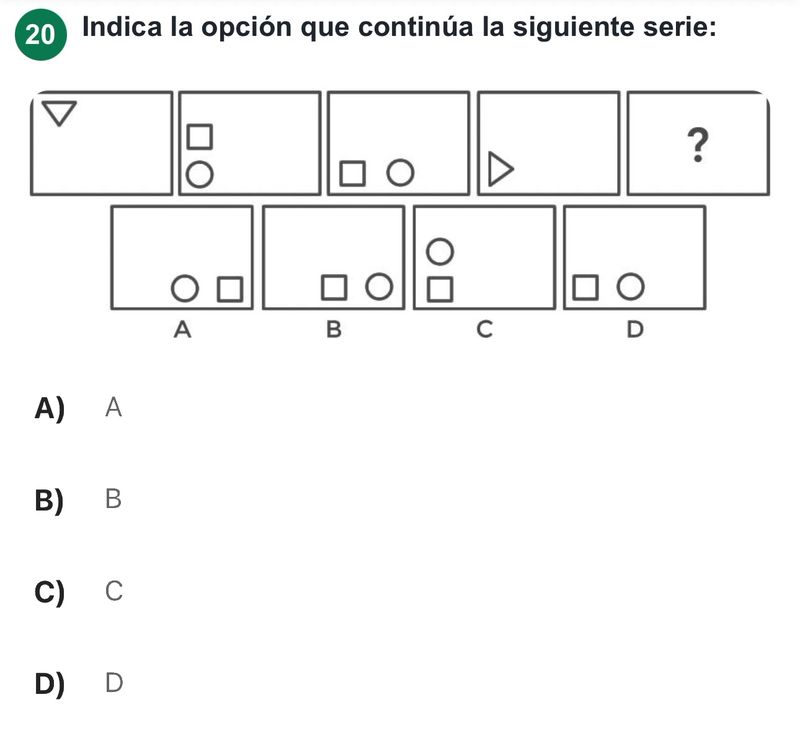 20 Indica la opción que continúa la siguiente serie:
?
A B C D
A) A
B) B
C) C
D) D